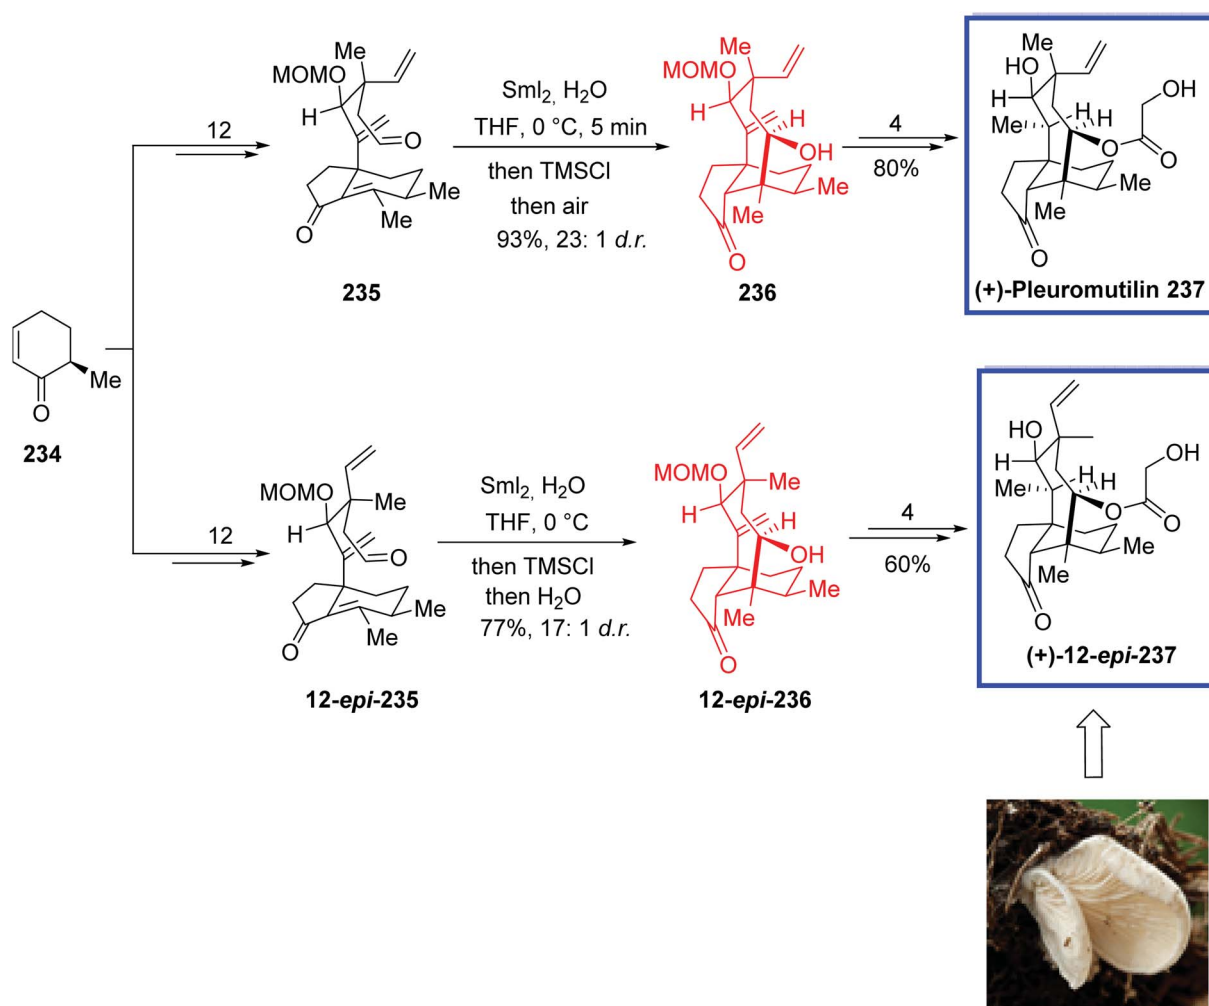 Me
MOMO
H
O
O
Me
Me
235
12
SmI2, H2O
THF, 0 °C, 5 min
then TMSCl
then air
93%, 23: 1 d.r.
Me
MOMO
H
H
OH
Me
Me
O
236
4
80%
Me
HO
H
H
Me
OH
O
O
Me
Me
O
(+)-Pleuromutilin 237
Me
O
234
12
MOMO
Me
H
O
O
Me
Me
12-epi-235
SmI2, H2O
THF, 0 °C
then TMSCl
then H2O
77%, 17: 1 d.r.
MOMO
Me
H
H
OH
Me
Me
O
12-epi-236
4
60%
HO
H
H
H
Me
OH
O
O
Me
Me
O
(+)-12-epi-237